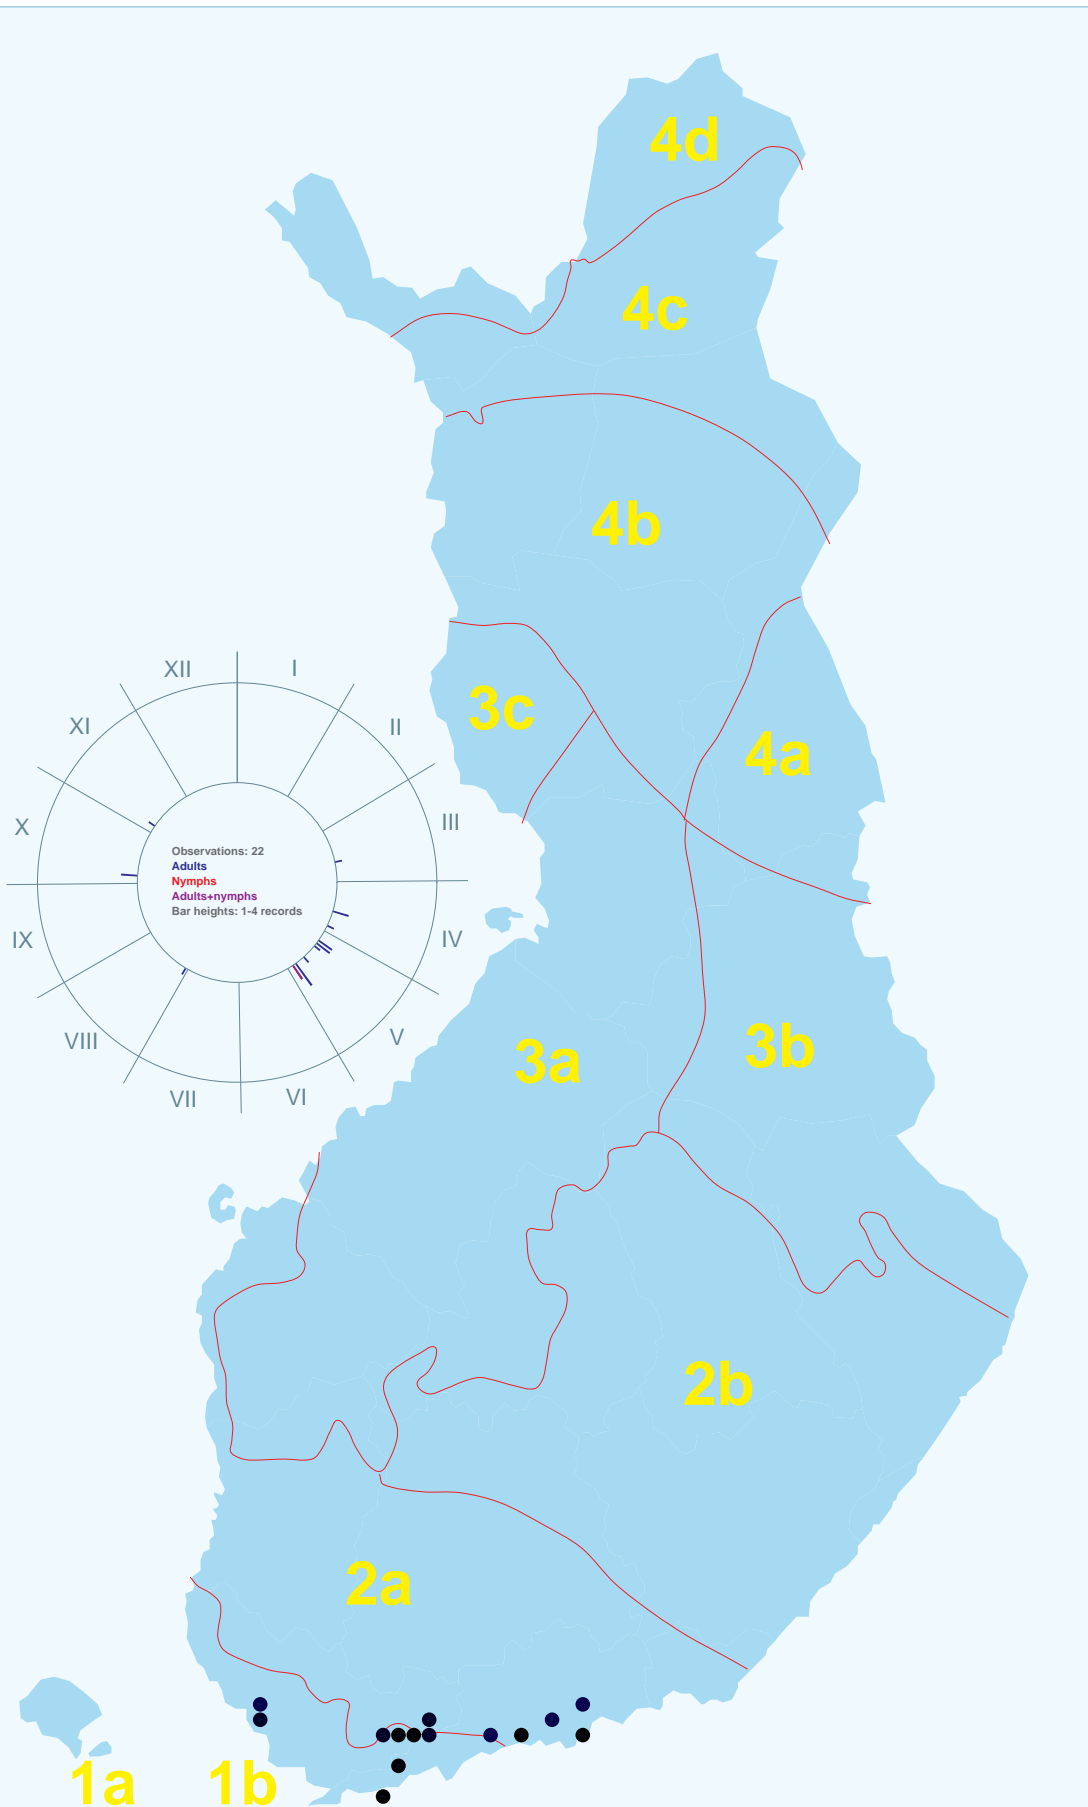 4d
4c
4b
3c
4a
XII
I
XI
II
X
III
Observations: 22
Adults
Nymphs
Adults+nymphs
Bar heights: 1-4 records
IX
IV
VIII
V
VII
VI
3a
3b
2b
2a
1a
1b